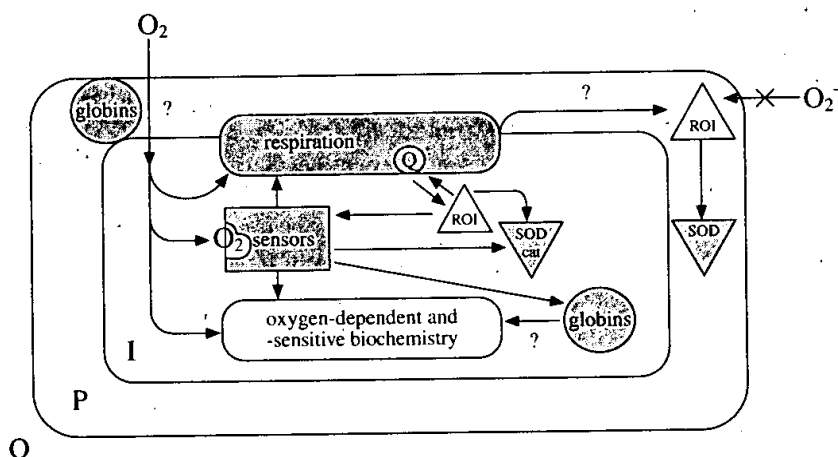 O₂
globins
?
respiration
Q
?
ROI
O₂⁻
O₂ sensors
ROI
SOD
cat
SOD
oxygen-dependent and
-sensitive biochemistry
?
globins
I
P
O